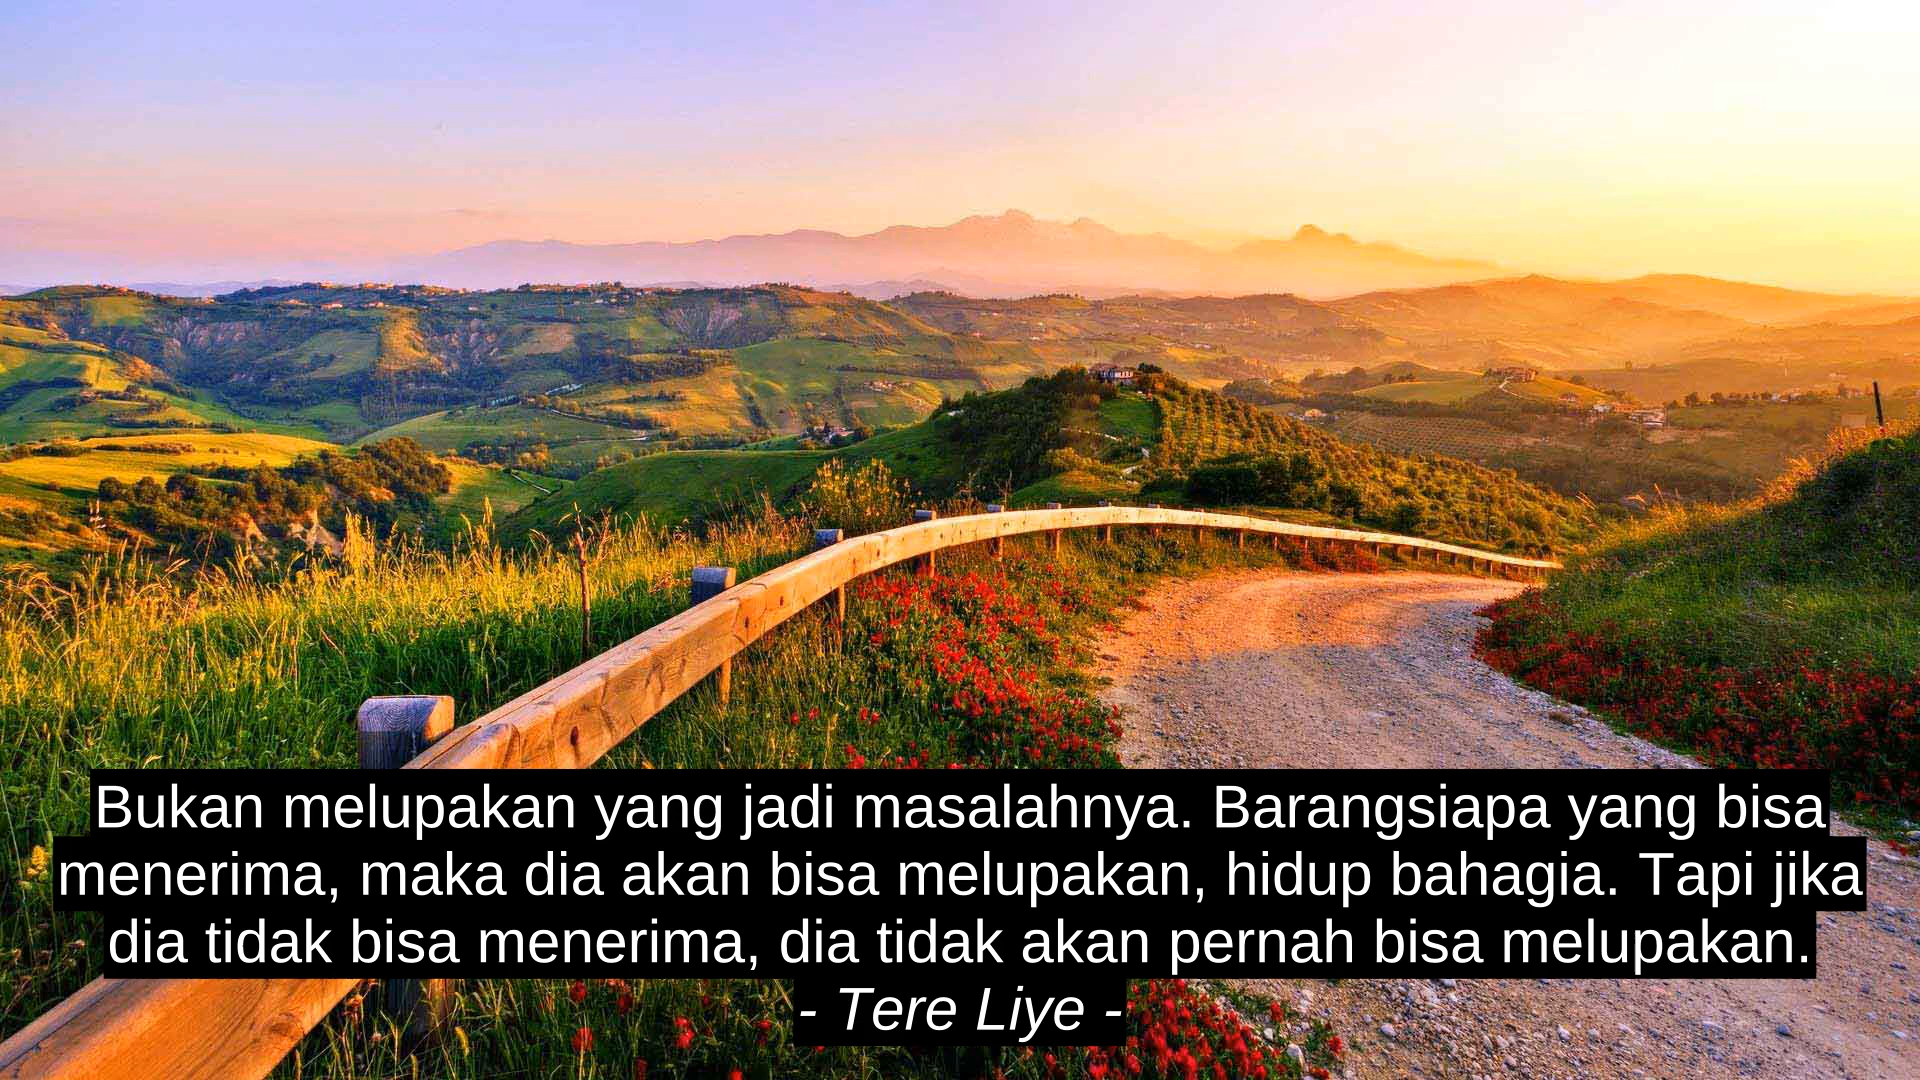 Bukan melupakan yang jadi masalahnya. Barangsiapa yang bisa
menerima, maka dia akan bisa melupakan, hidup bahagia. Tapi jika
dia tidak bisa menerima, dia tidak akan pernah bisa melupakan.
- Tere Liye -